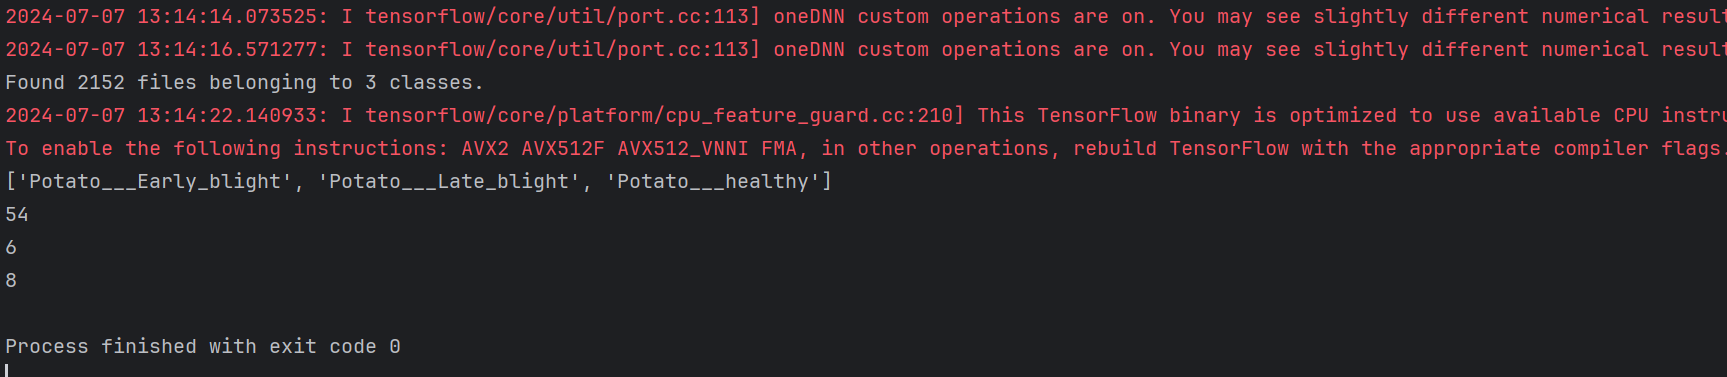 2024-07-07 13:14:14.073525: I tensorflow/core/util/port.cc:113] oneDNN custom operations are on. You may see slightly different numerical result
2024-07-07 13:14:16.571277: I tensorflow/core/util/port.cc:113] oneDNN custom operations are on. You may see slightly different numerical result
Found 2152 files belonging to 3 classes.
2024-07-07 13:14:22.140933: I tensorflow/core/platform/cpu_feature_guard.cc:210] This TensorFlow binary is optimized to use available CPU instru
To enable the following instructions: AVX2 AVX512F AVX512_VNNI FMA, in other operations, rebuild TensorFlow with the appropriate compiler flags.
['Potato___Early_blight', 'Potato___Late_blight', 'Potato___healthy']
54
6
8
Process finished with exit code 0